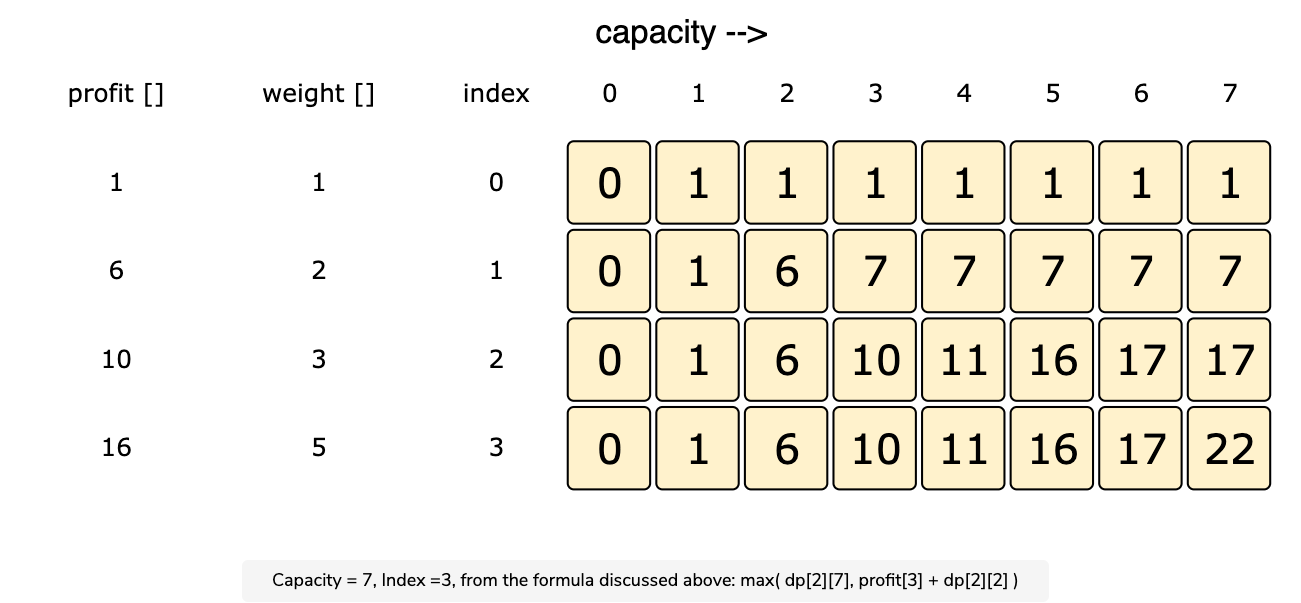 capacity -->
profit [] weight [] index 0 1 2 3 4 5 6 7
1 1 0 0 1 1 1 1 1 1 1
6 2 1 0 1 6 7 7 7 7 7
10 3 2 0 1 6 10 11 16 17 17
16 5 3 0 1 6 10 11 16 17 22
Capacity = 7, Index =3, from the formula discussed above: max( dp[2][7], profit[3] + dp[2][2] )